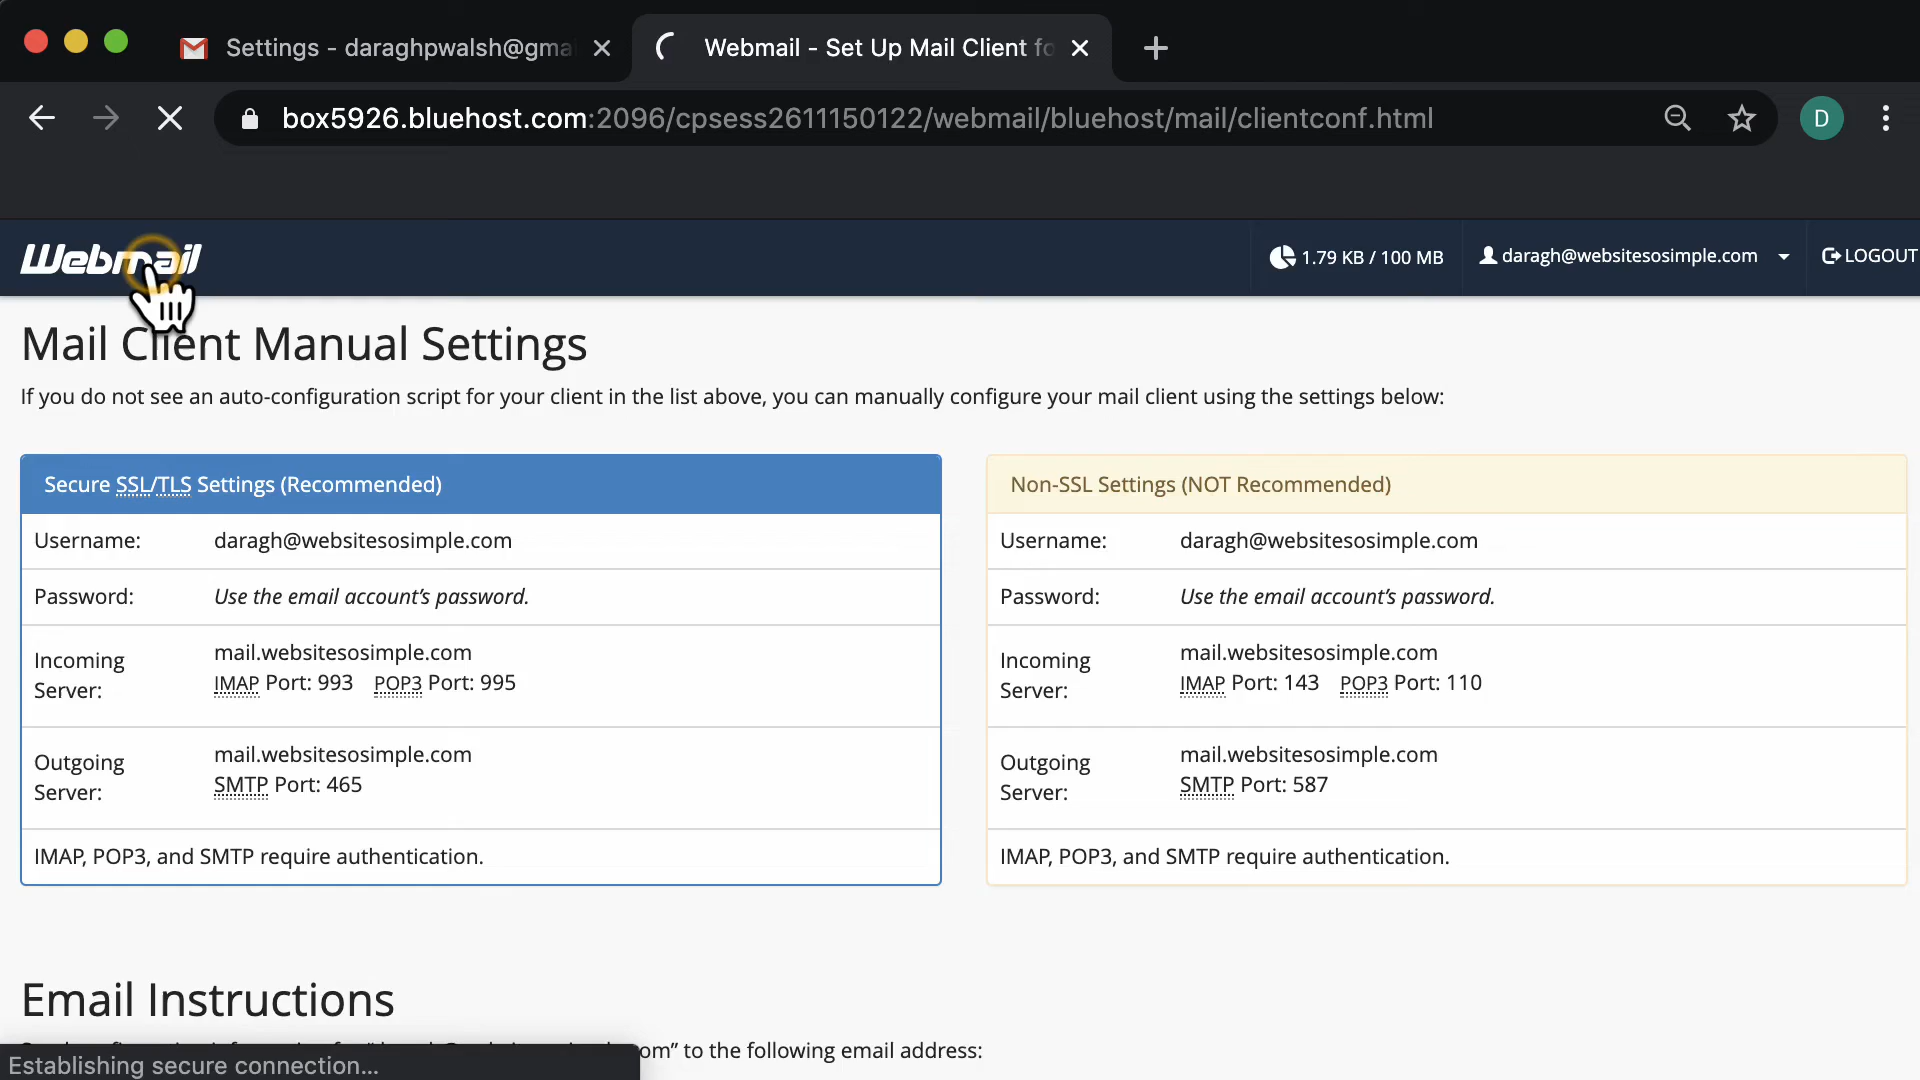 Settings - daraghpwalsh@gma
Webmail - Set Up Mail Client fo
box5926.bluehost.com:2096/cpsess2611150122/webmail/bluehost/mail/clientconf.html
D
Webmail
1.79 KB / 100 MB
daragh@websitesosimple.com
LOGOUT
Mail Client Manual Settings
If you do not see an auto-configuration script for your client in the list above, you can manually configure your mail client using the settings below:
Secure SSL/TLS Settings (Recommended)
Username: daragh@websitesosimple.com
Password: Use the email account's password.
Incoming Server: mail.websitesosimple.com
IMAP Port: 993 POP3 Port: 995
Outgoing Server: mail.websitesosimple.com
SMTP Port: 465
IMAP, POP3, and SMTP require authentication.
Non-SSL Settings (NOT Recommended)
Username: daragh@websitesosimple.com
Password: Use the email account's password.
Incoming Server: mail.websitesosimple.com
IMAP Port: 143 POP3 Port: 110
Outgoing Server: mail.websitesosimple.com
SMTP Port: 587
IMAP, POP3, and SMTP require authentication.
Email Instructions
om” to the following email address:
Establishing secure connection...